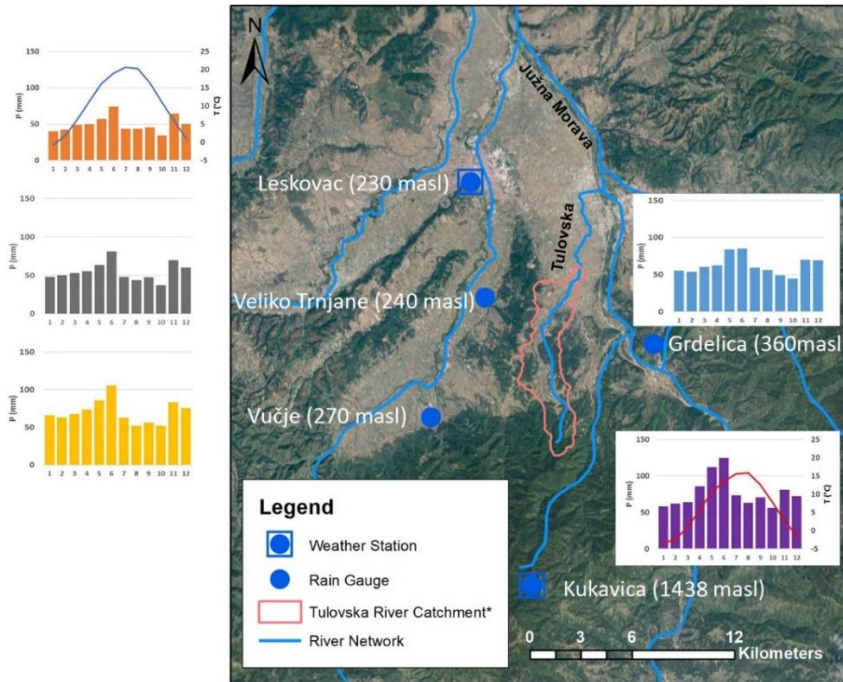 150
100
50
0
P (mm)
25
20
15
10
5
0
-5
T (°C)
1 2 3 4 5 6 7 8 9 10 11 12
150
100
50
0
P (mm)
1 2 3 4 5 6 7 8 9 10 11 12
150
100
50
0
P (mm)
1 2 3 4 5 6 7 8 9 10 11 12
N
Južna Morava
Leskovac (230 masl)
Tulovska
Veliko Trnjane (240 masl)
150
100
50
0
P (mm)
1 2 3 4 5 6 7 8 9 10 11 12
Grdelica (360masl
Vučje (270 masl)
150
100
50
0
P (mm)
25
20
15
10
5
0
-5
T (°C)
1 2 3 4 5 6 7 8 9 10 11 12
Kukavica (1438 masl)
Legend
Weather Station
Rain Gauge
Tulovska River Catchment*
River Network
0 3 6 12
Kilometers